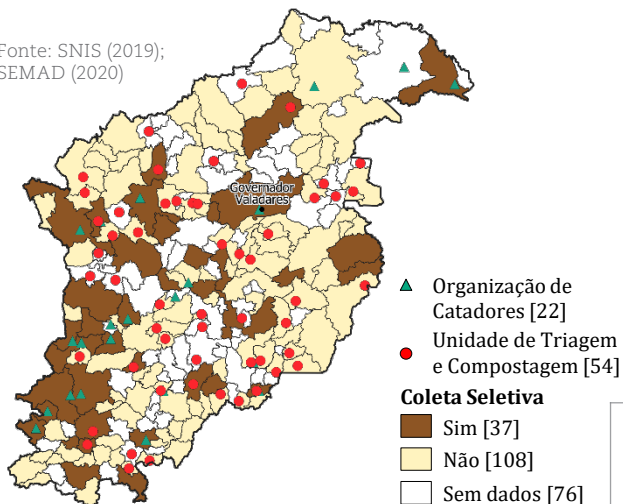 Fonte: SNIS (2019);
SEMAD (2020)
Governador
Valadares
Organização de
Catadores [22]
Unidade de Triagem
e Compostagem [54]
Coleta Seletiva
Sim [37]
Não [108]
Sem dados [76]